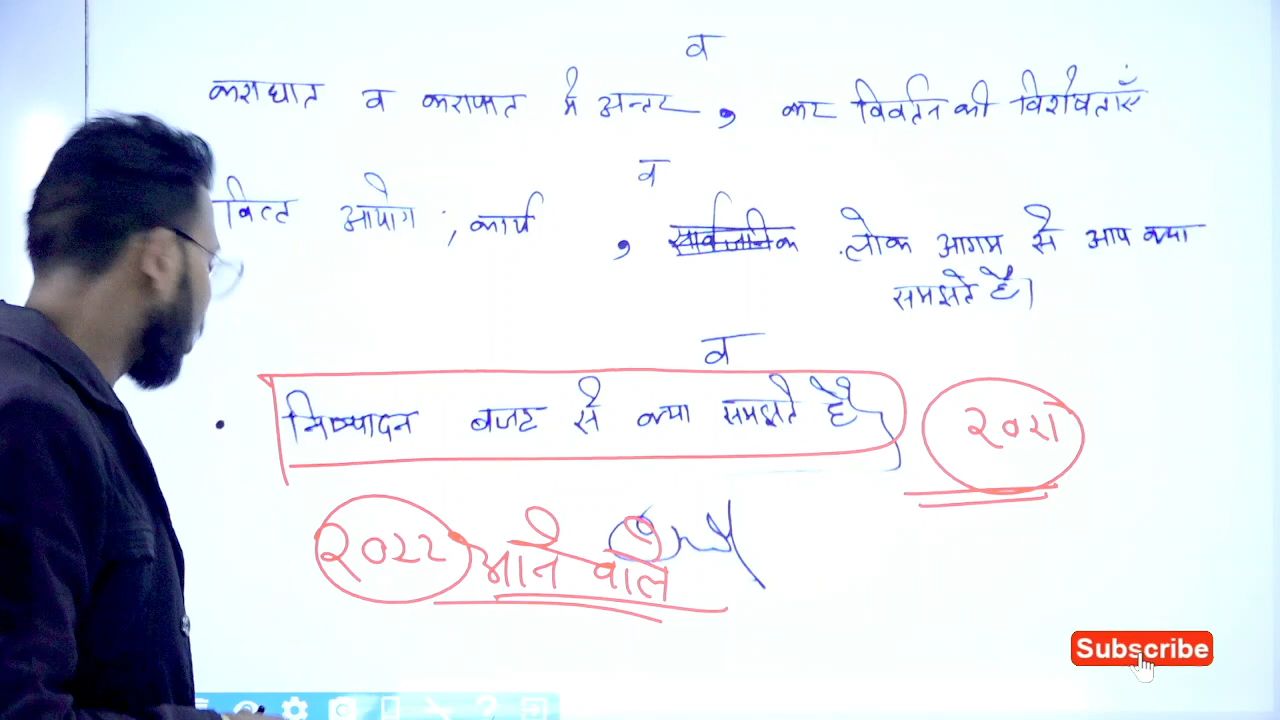 व
कराघात व करापात में अन्तर , कर विवर्तन की विशेषताएँ
व
वित्त आयोग ; कार्य , सार्वजनिक लोक आगम से आप क्या
समझते है।
व
• निष्पादन बजट से क्या समझते है। २०२१
२०२२ आने वाले
Subscribe